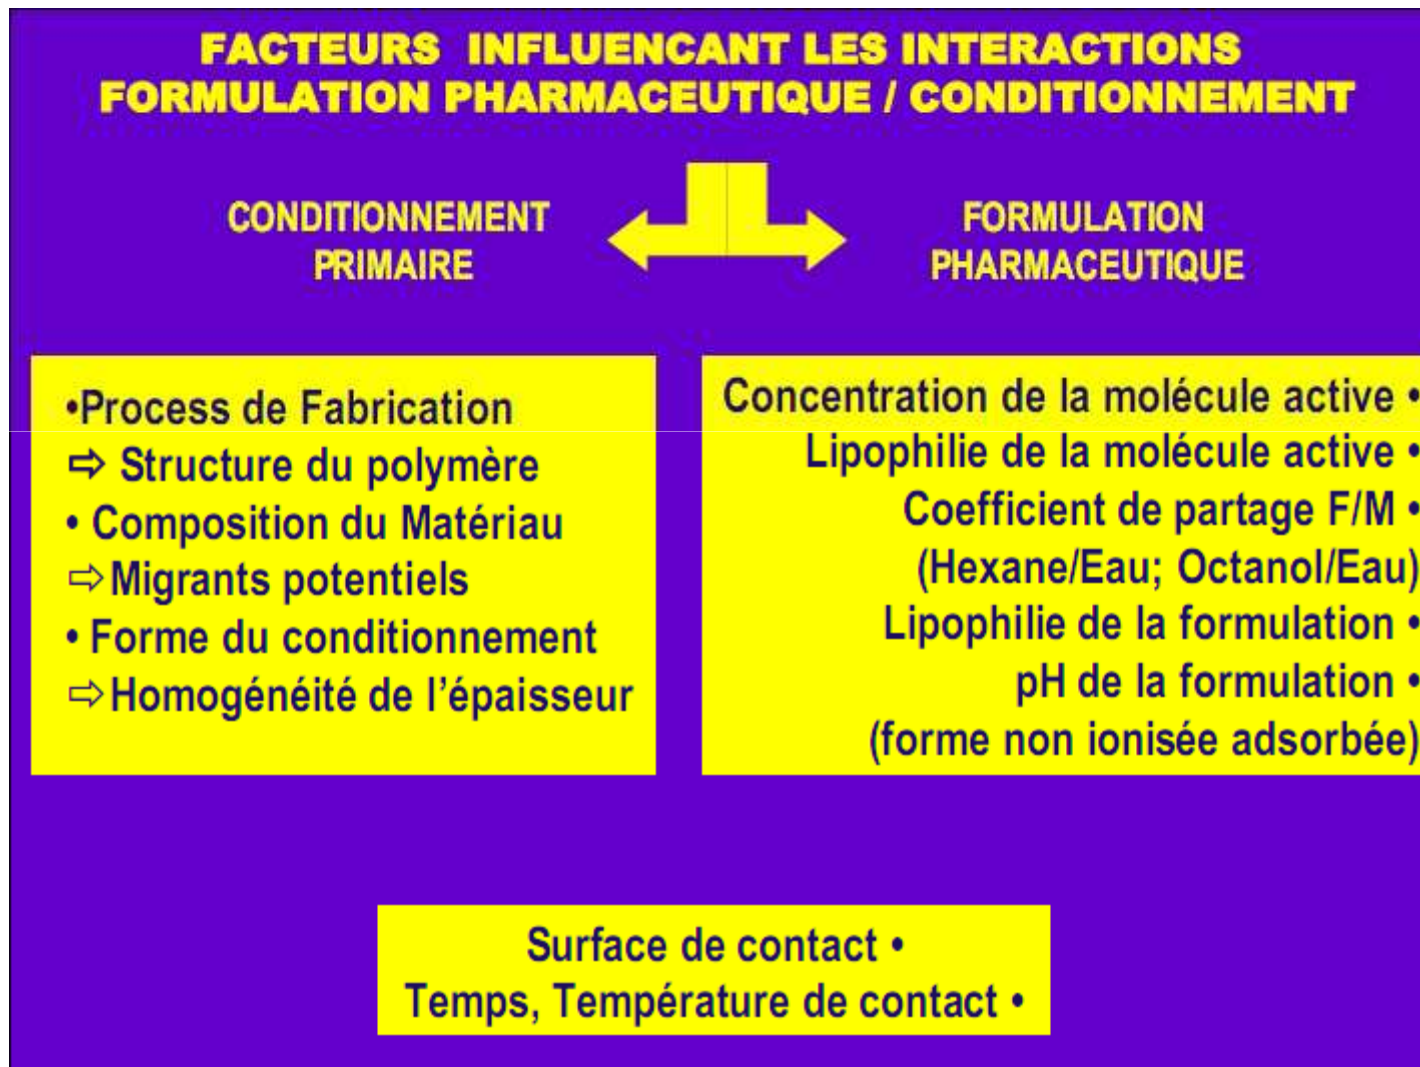 FACTEURS INFLUENCANT LES INTERACTIONS
FORMULATION PHARMACEUTIQUE / CONDITIONNEMENT
CONDITIONNEMENT
PRIMAIRE
FORMULATION
PHARMACEUTIQUE
•Process de Fabrication
⇨ Structure du polymère
• Composition du Matériau
⇨Migrants potentiels
• Forme du conditionnement
⇨Homogénéité de l’épaisseur
Concentration de la molécule active •
Lipophilie de la molécule active •
Coefficient de partage F/M •
(Hexane/Eau; Octanol/Eau)
Lipophilie de la formulation •
pH de la formulation •
(forme non ionisée adsorbée)
Surface de contact •
Temps, Température de contact •